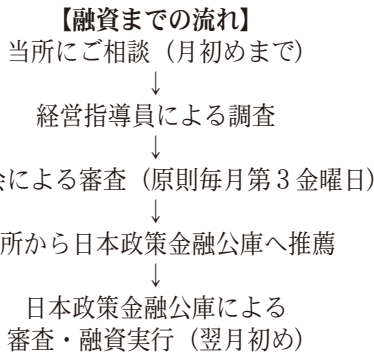 【融資までの流れ】
当所にご相談（月初めまで）
↓
経営指導員による調査
↓
会による審査（原則毎月第３金曜日）
↓
所から日本政策金融公庫へ推薦
↓
日本政策金融公庫による
審査・融資実行（翌月初め）